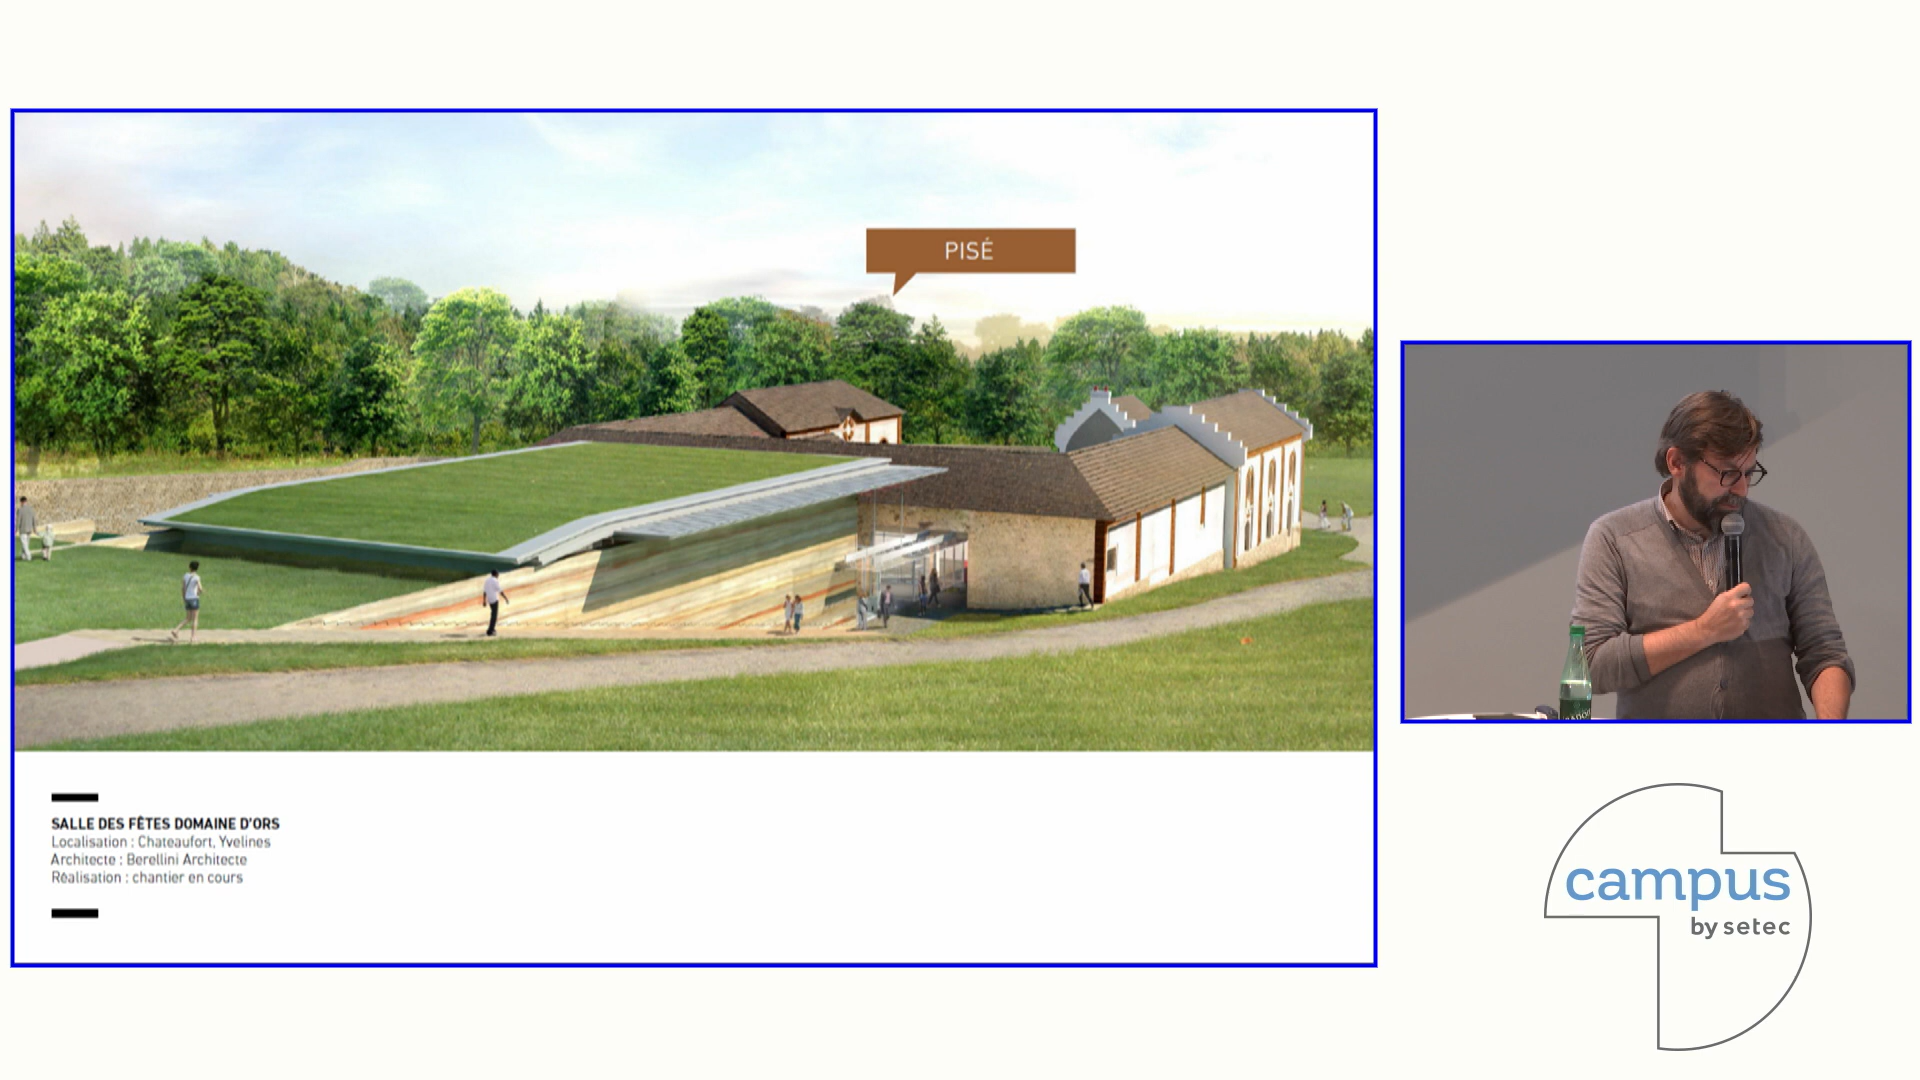 PISÉ
SALLE DES FÊTES DOMAINE D'ORS
Localisation : Chateaufort, Yvelines
Architecte : Berellini Architecte
Réalisation : chantier en cours
campus
by setec